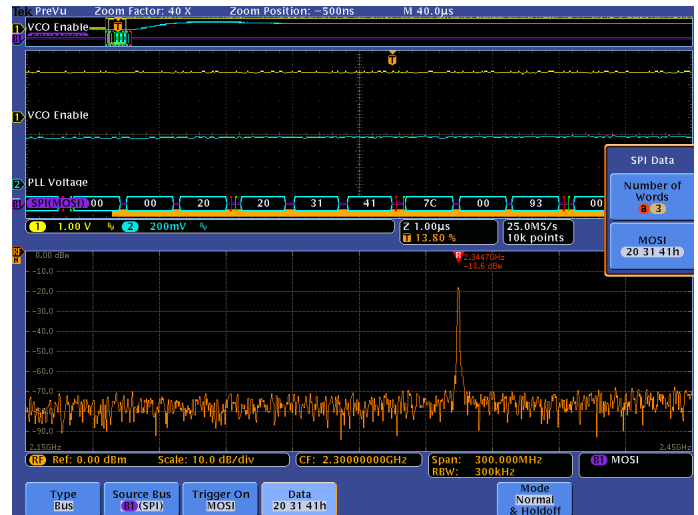 Tek PreVu Zoom Factor: 40 X Zoom Position: -500ns M 40.0µs
1 VCO Enable
T
1 VCO Enable
2 PLL Voltage
B1 SPI(MOSI) 00 00 20 20 31 41 7C 00 93 00
1 1.00 V 2 200mV
Z 1.00µs
T 13.80 %
25.0MS/s
10k points
SPI Data
Number of
Words
a 3
MOSI
20 31 41h
0.00 dBm
-10.0
-20.0
-30.0
-40.0
-50.0
-60.0
-70.0
-80.0
-90.0
R 2.34476Hz
-18.6 dBm
2.15GHz
2.45GHz
RF Ref: 0.00 dBm Scale: 10.0 dB/div
CF: 2.30000000GHz
Span: 300.000MHz
RBW: 300kHz
B1 MOSI
Type
Bus
Source Bus
B1 (SPI)
Trigger On
MOSI
Data
20 31 41h
Mode
Normal
& Holdoff